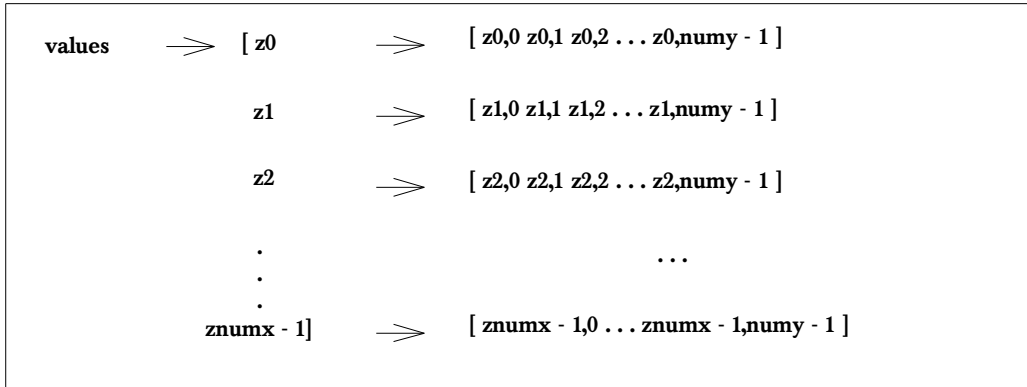 values [ z0 [ z0,0 z0,1 z0,2 . . . z0,numy - 1 ]
z1 [ z1,0 z1,1 z1,2 . . . z1,numy - 1 ]
z2 [ z2,0 z2,1 z2,2 . . . z2,numy - 1 ]
. . . .
.
.
znumx - 1] [ znumx - 1,0 . . . znumx - 1,numy - 1 ]